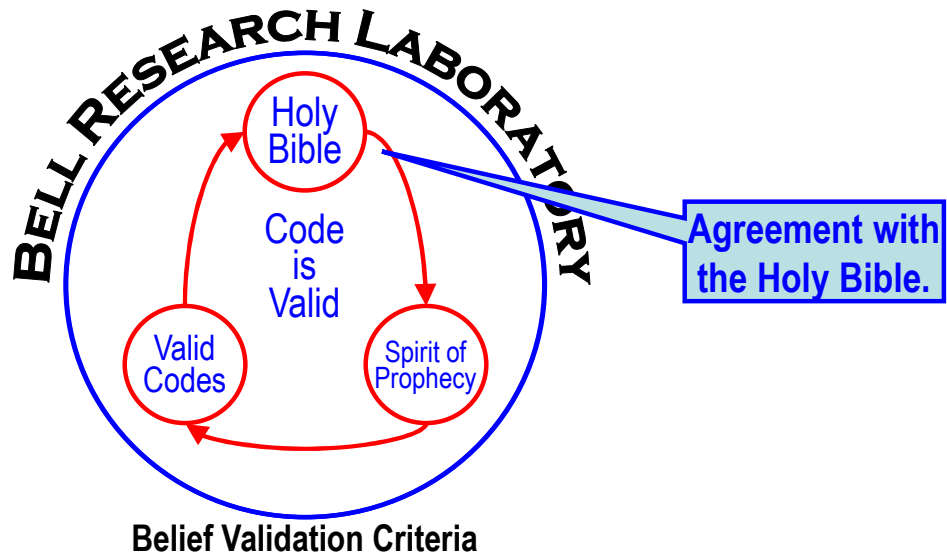 BELL RESEARCH LABORATORY
Holy
Bible
Code
is
Valid
Agreement with
the Holy Bible.
Valid
Codes
Spirit of
Prophecy
Belief Validation Criteria